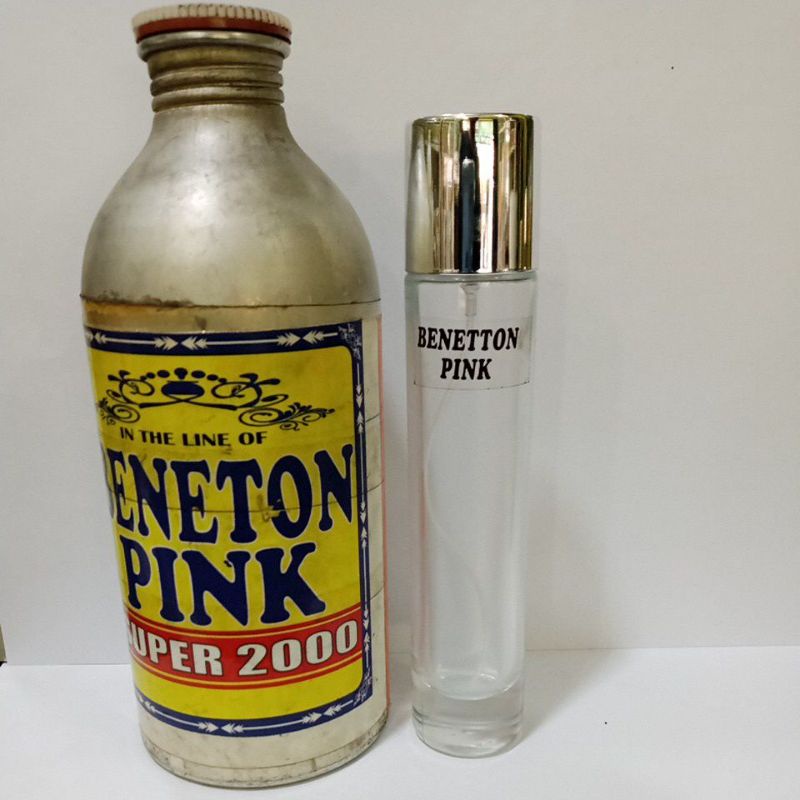 IN THE LINE OF
BENETON
PINK
SUPER 2000
BENETTON
PINK